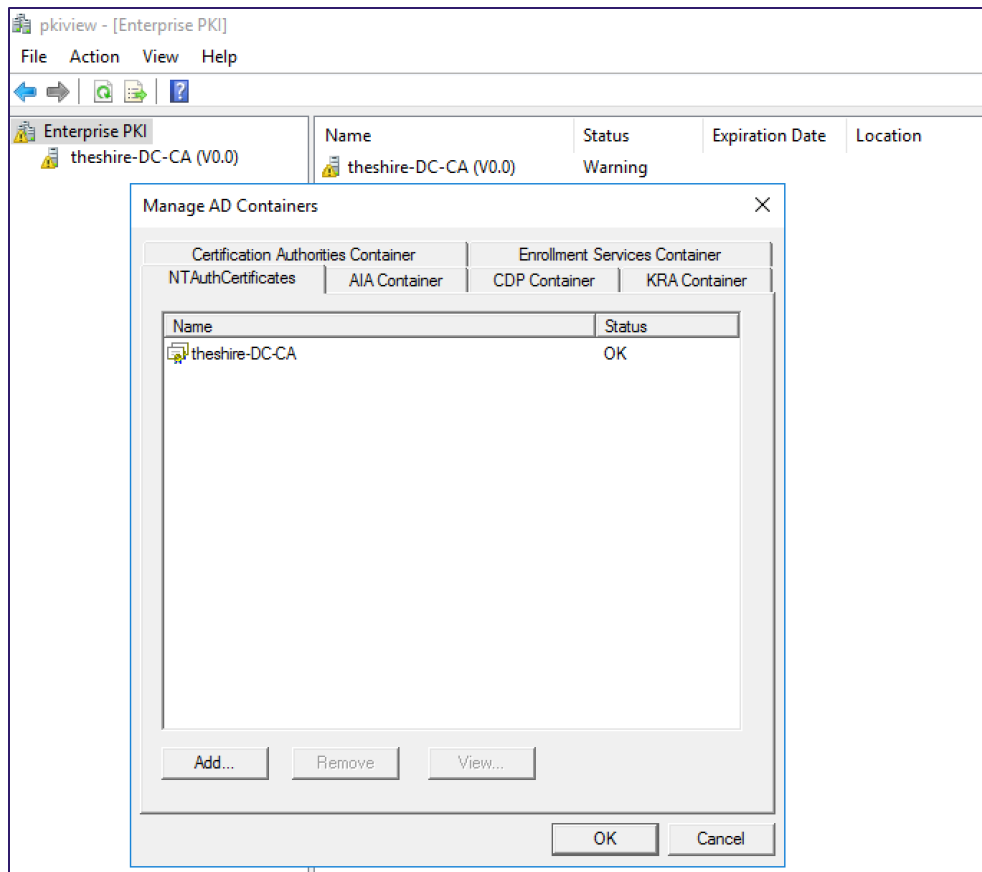 pkiview - [Enterprise PKI]
File Action View Help
Enterprise PKI
theshire-DC-CA (V0.0)
Name Status Expiration Date Location
theshire-DC-CA (V0.0) Warning
Manage AD Containers
Certification Authorities Container Enrollment Services Container
NTAuthCertificates AIA Container CDP Container KRA Container
Name Status
theshire-DC-CA OK
Add... Remove View...
OK Cancel